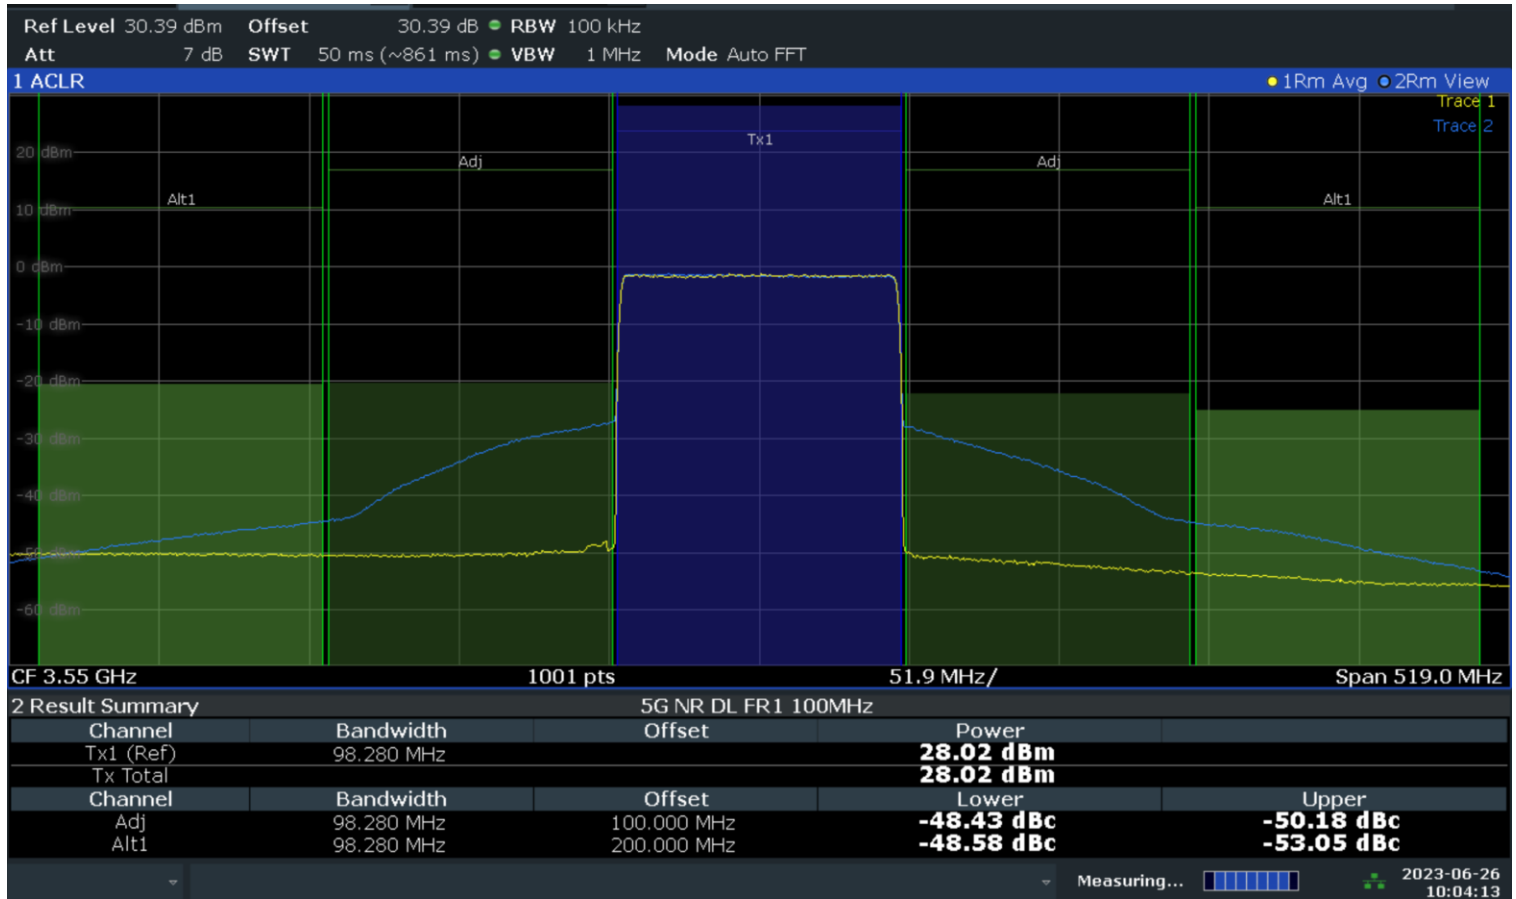 Ref Level 30.39 dBm Offset 30.39 dB RBW 100 kHz
Att 7 dB SWT 50 ms (~861 ms) VBW 1 MHz Mode Auto FFT
1 ACLR 1Rm Avg 2Rm View
Trace 1
Trace 2
Tx1
20 dBm
Adj Adj
Alt1 Alt1
10 dBm
0 dBm
-10 dBm
-20 dBm
-30 dBm
-40 dBm
-50 dBm
-60 dBm
CF 3.55 GHz 1001 pts 51.9 MHz/ Span 519.0 MHz
2 Result Summary 5G NR DL FR1 100MHz
Channel Bandwidth Offset Power
Tx1 (Ref) 98.280 MHz 28.02 dBm
Tx Total 28.02 dBm
Channel Bandwidth Offset Lower Upper
Adj 98.280 MHz 100.000 MHz -48.43 dBc -50.18 dBc
Alt1 98.280 MHz 200.000 MHz -48.58 dBc -53.05 dBc
Measuring... 2023-06-26
10:04:13